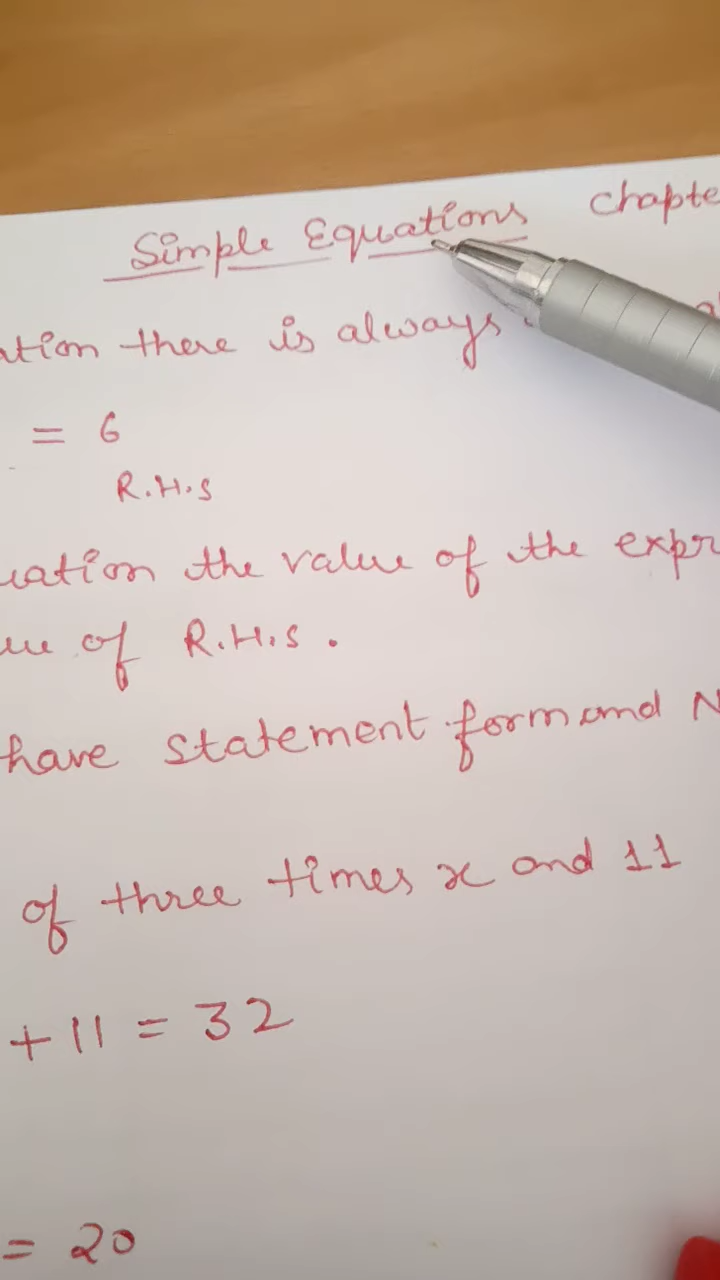 Simple Equations chapte
ation there is always
= 6
R.H.S
uation the value of the expr
ue of R.H.S.
have statement form and N
of three times x and 11
+ 11 = 32
= 20